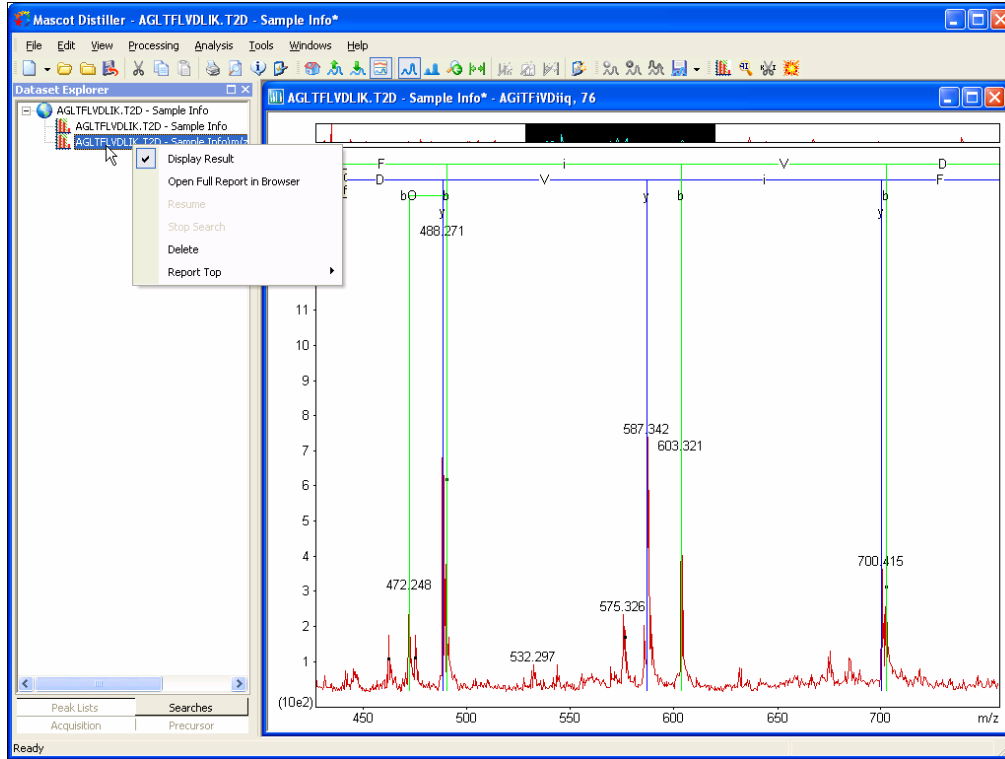 Mascot Distiller - AGLTFLVDLIK.T2D - Sample Info*
File Edit View Processing Analysis Tools Windows Help
Dataset Explorer
AGLTFLVDLIK.T2D - Sample Info
AGLTFLVDLIK.T2D - Sample Info
AGLTFLVDLIK.T2D - Sample Info|m/z
Display Result
Open Full Report in Browser
Resume
Stop Search
Delete
Report Top
Peak Lists Searches
Acquisition Precursor
Ready
AGLTFLVDLIK.T2D - Sample Info* - AGiTFiVDiiq, 76
F i V D
D V i F
bO b y b b
y y
488.271
11
10
9
8
587.342
603.321
7
6
5
4
700.415
472.248
3
575.326
2
532.297
1
(10e2)
450 500 550 600 650 700 m/z